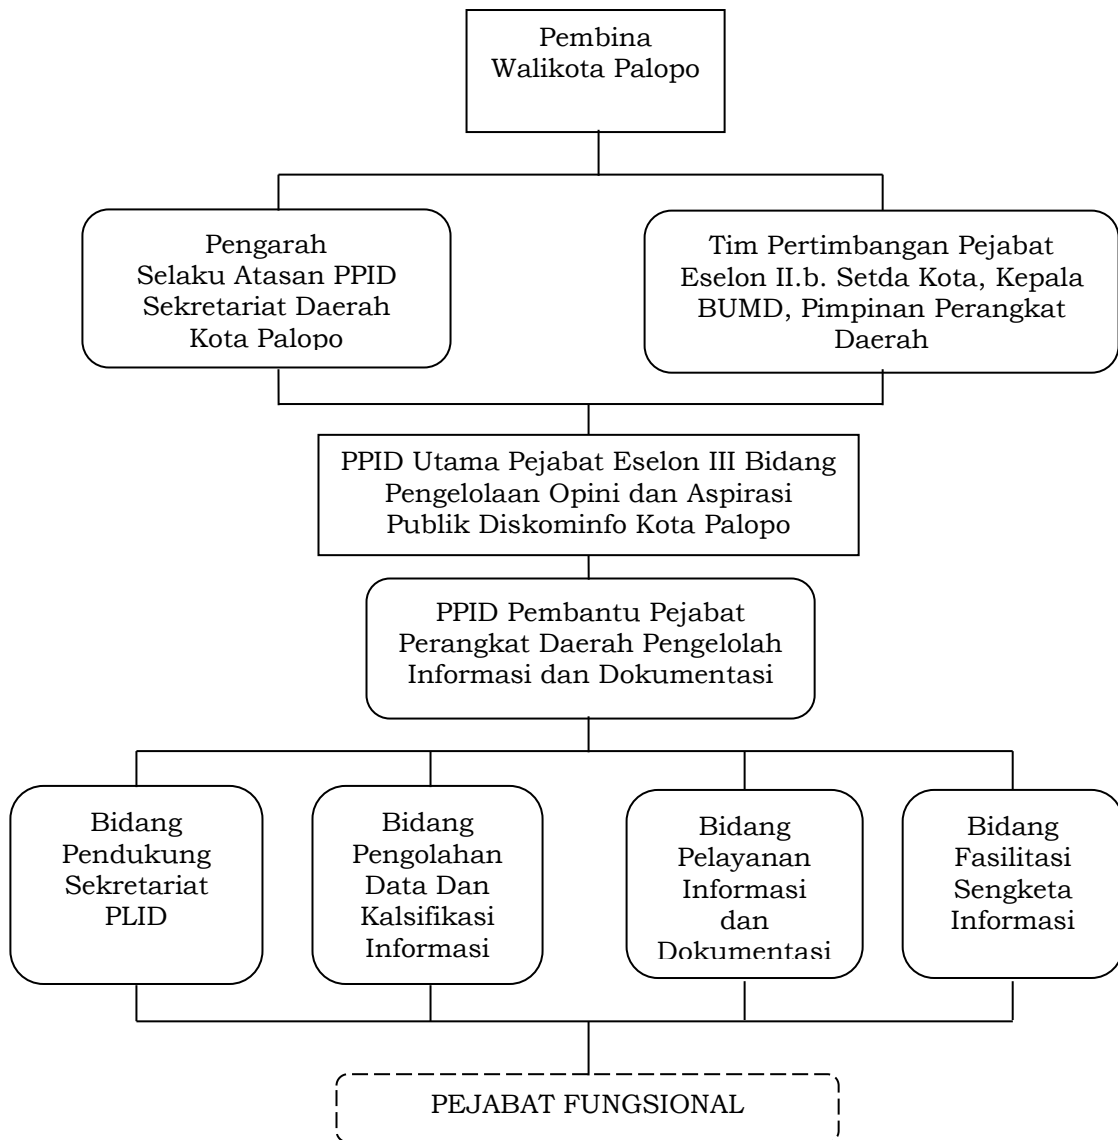 Pembina
Walikota Palopo
Pengarah
Selaku Atasan PPID
Sekretariat Daerah
Kota Palopo
Tim Pertimbangan Pejabat
Eselon II.b. Setda Kota, Kepala
BUMD, Pimpinan Perangkat
Daerah
PPID Utama Pejabat Eselon III Bidang
Pengelolaan Opini dan Aspirasi
Publik Diskominfo Kota Palopo
PPID Pembantu Pejabat
Perangkat Daerah Pengelolah
Informasi dan Dokumentasi
Bidang
Pendukung
Sekretariat
PLID
Bidang
Pengolahan
Data Dan
Kalsifikasi
Informasi
Bidang
Pelayanan
Informasi
dan
Dokumentasi
Bidang
Fasilitasi
Sengketa
Informasi
PEJABAT FUNGSIONAL